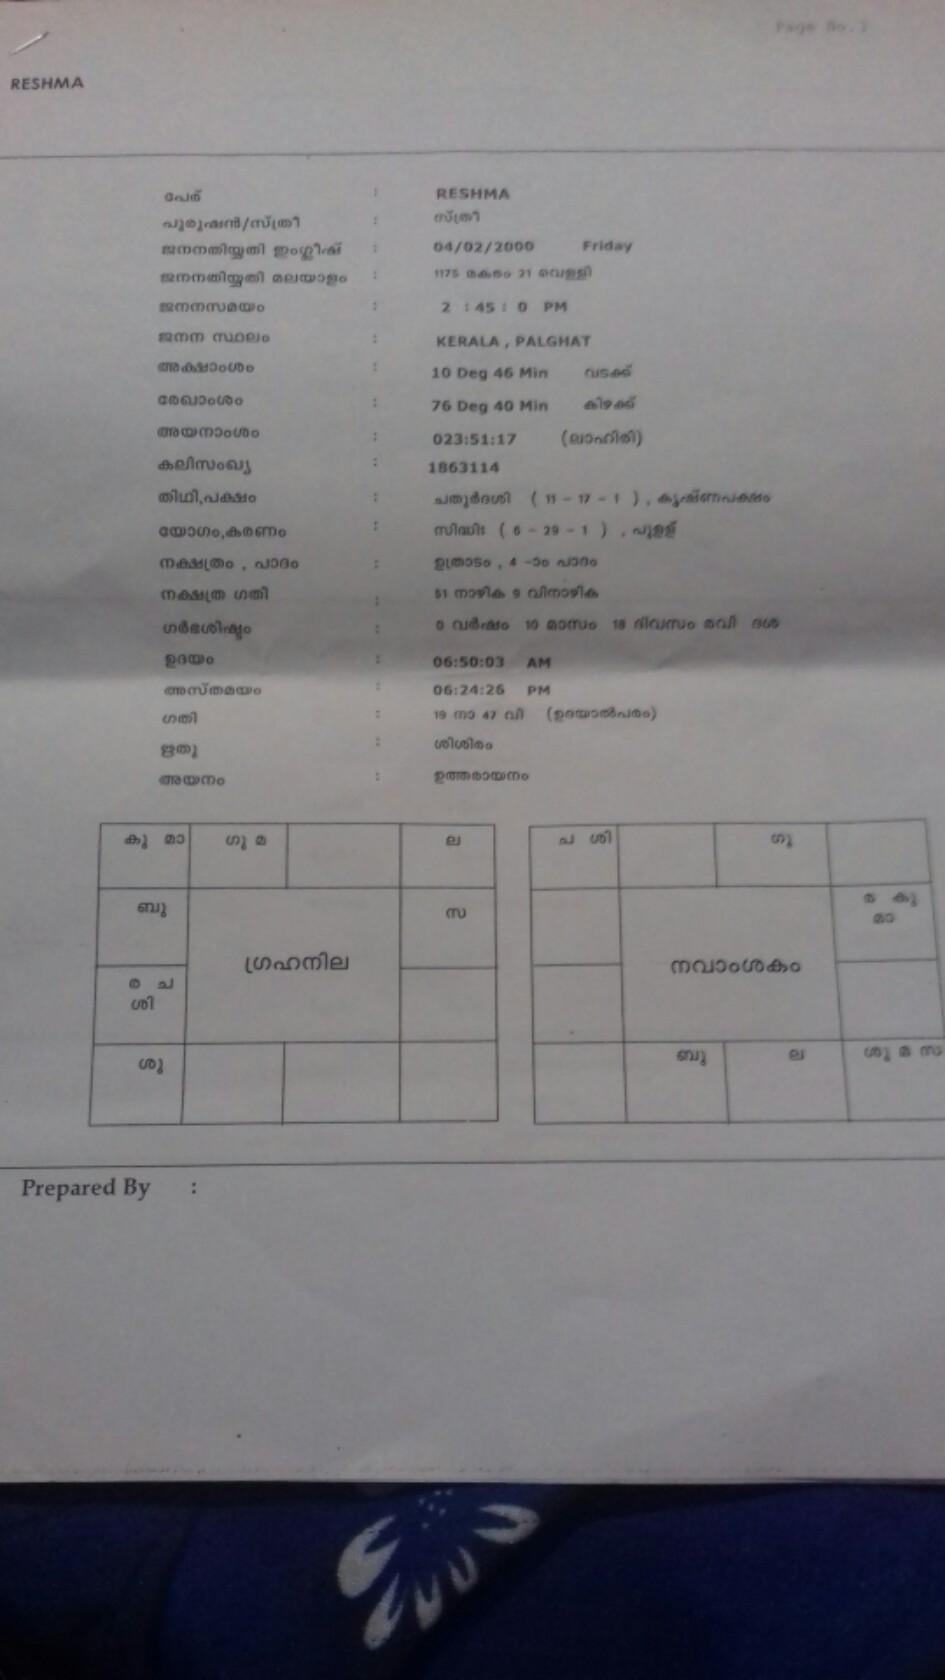 Page No.1
RESHMA
പേര് : RESHMA
പുരുഷൻ/സ്ത്രീ : സ്ത്രീ
ജനനതിയ്യതി ഇംഗ്ലീഷ് : 04/02/2000 Friday
ജനനതിയ്യതി മലയാളം : 1175 മകരം 21 വെളളി
ജനനസമയം : 2 : 45 : 0 PM
ജനന സ്ഥലം : KERALA , PALGHAT
അക്ഷാംശം : 10 Deg 46 Min വടക്ക്
രേഖാംശം : 76 Deg 40 Min കിഴക്ക്
അയനാംശം : 023:51:17 (ലാഹിരി)
കലിസംഖ്യ : 1863114
തിഥി,പക്ഷം : ചതുർദശി ( 11 - 17 - 1 ) , കൃഷ്ണപക്ഷം
യോഗം,കരണം : സിദ്ധിഃ ( 6 - 29 - 1 ) , പുളള്
നക്ഷത്രം , പാദം : ഉത്രാടം , 4 -ാം പാദം
നക്ഷത്ര ഗതി : 51 നാഴിക 9 വിനാഴിക
ഗർഭശിഷ്ടം : 0 വർഷം 10 മാസം 18 ദിവസം രവി ദശ
ഉദയം : 06:50:03 AM
അസ്തമയം : 06:24:26 PM
ഗതി : 19 നാ 47 വി (ഉദയാൽപരം)
ഋതു : ശിശിരം
അയനം : ഉത്തരായനം
കു മാ ഗു മ ല
ബു സ
ഗ്രഹനില
ര ച
ശി
ശു
ച ശി ഗു
ര കു
മാ
നവാംശകം
ബു ല ശു മ സ
Prepared By :